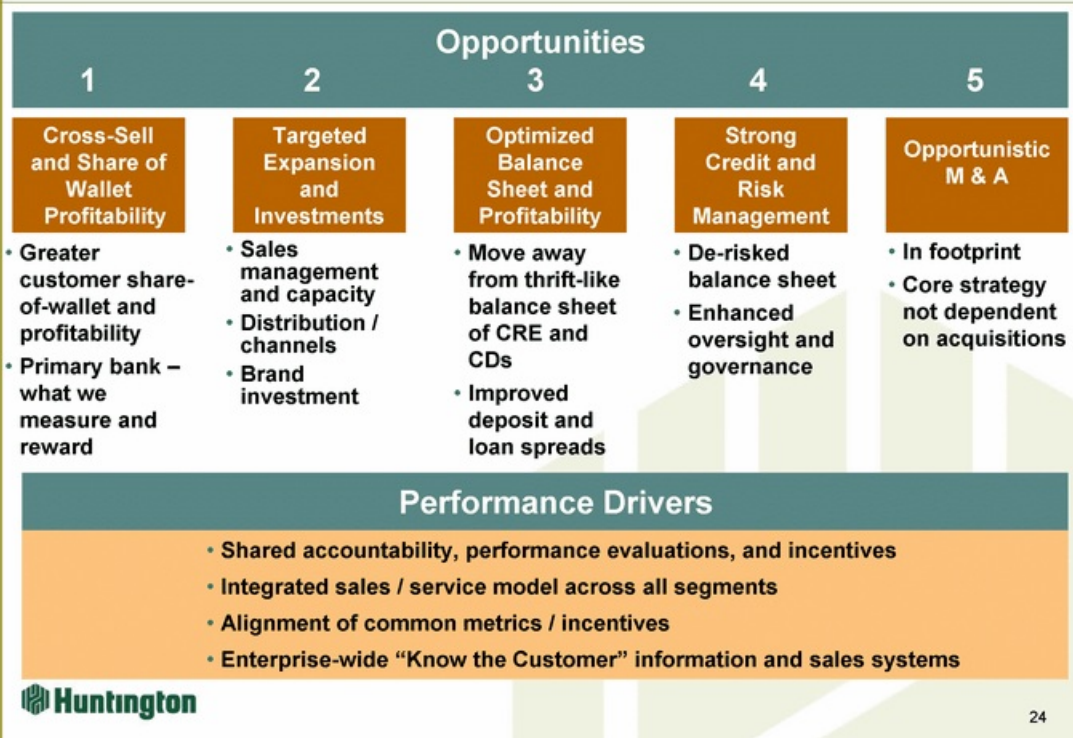 Opportunities
1
2
3
4
5
Cross-Sell
and Share of
Wallet
Profitability
• Greater
customer share-
of-wallet and
profitability
• Primary bank –
what we
measure and
reward
Targeted
Expansion
and
Investments
• Sales
management
and capacity
• Distribution /
channels
• Brand
investment
Optimized
Balance
Sheet and
Profitability
• Move away
from thrift-like
balance sheet
of CRE and
CDs
• Improved
deposit and
loan spreads
Strong
Credit and
Risk
Management
• De-risked
balance sheet
• Enhanced
oversight and
governance
Opportunistic
M & A
• In footprint
• Core strategy
not dependent
on acquisitions
Performance Drivers
• Shared accountability, performance evaluations, and incentives
• Integrated sales / service model across all segments
• Alignment of common metrics / incentives
• Enterprise-wide “Know the Customer” information and sales systems
Huntington
24